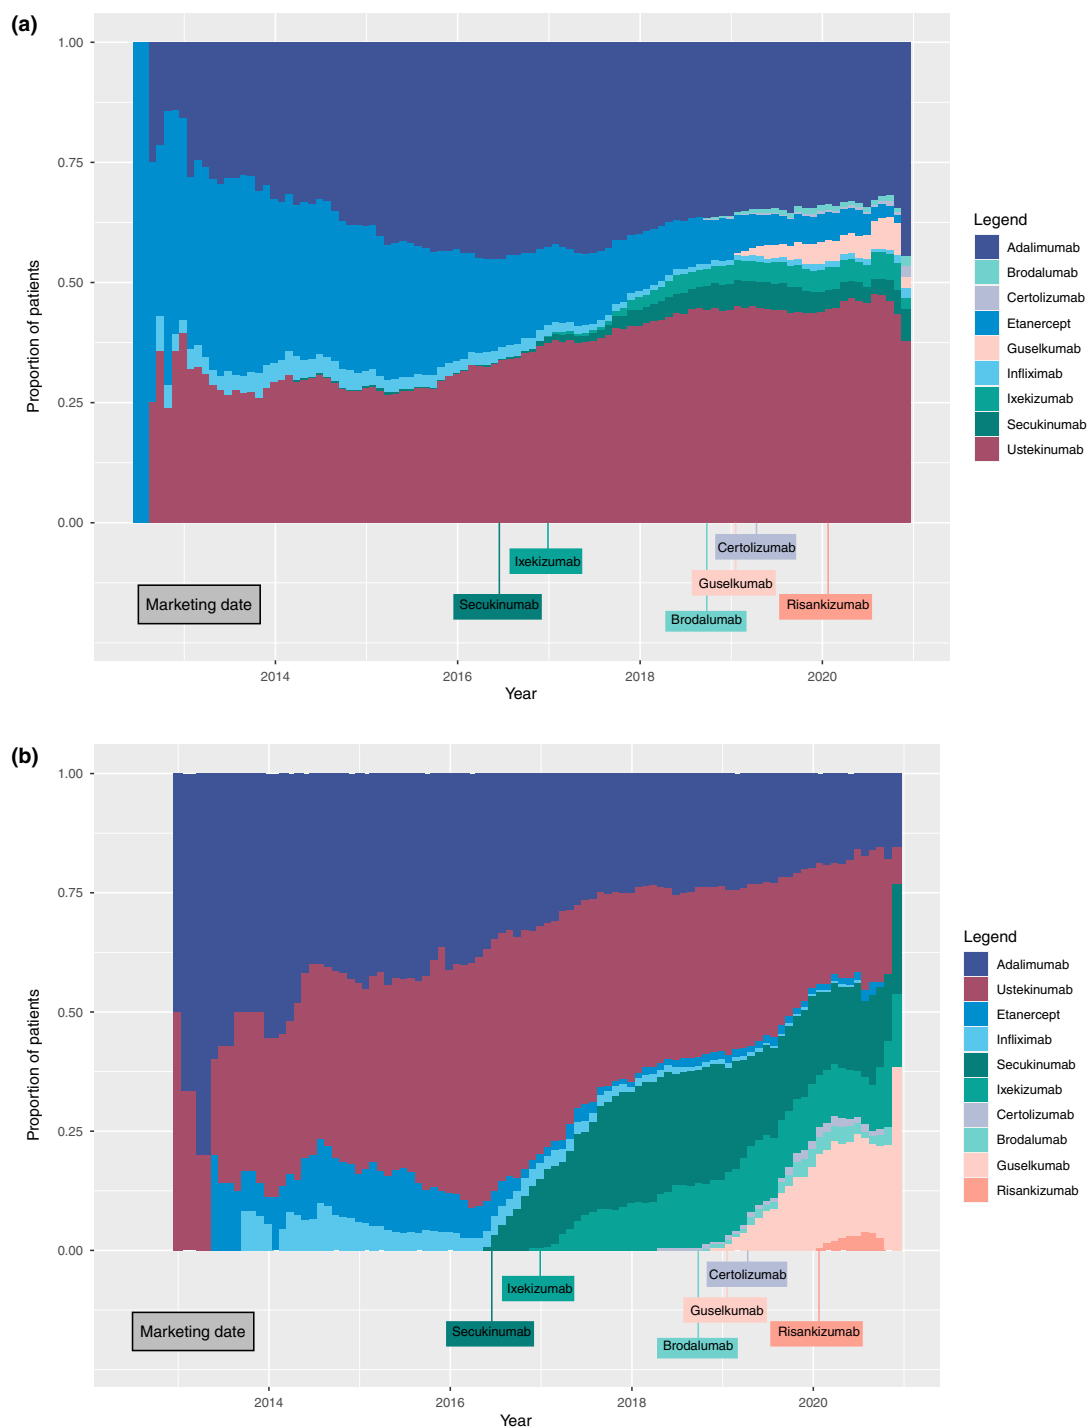 (a)
1.00
0.75
0.50
0.25
0.00
Proportion of patients
Legend
Adalimumab
Brodalumab
Certolizumab
Etanercept
Guselkumab
Infliximab
Ixekizumab
Secukinumab
Ustekinumab
Certolizumab
Ixekizumab
Guselkumab
Marketing date
Secukinumab
Risankizumab
Brodalumab
2014
2016
2018
2020
Year
(b)
1.00
0.75
0.50
0.25
0.00
Proportion of patients
Legend
Adalimumab
Ustekinumab
Etanercept
Infliximab
Secukinumab
Ixekizumab
Certolizumab
Brodalumab
Guselkumab
Risankizumab
Certolizumab
Ixekizumab
Guselkumab
Marketing date
Secukinumab
Risankizumab
Brodalumab
2014
2016
2018
2020
Year